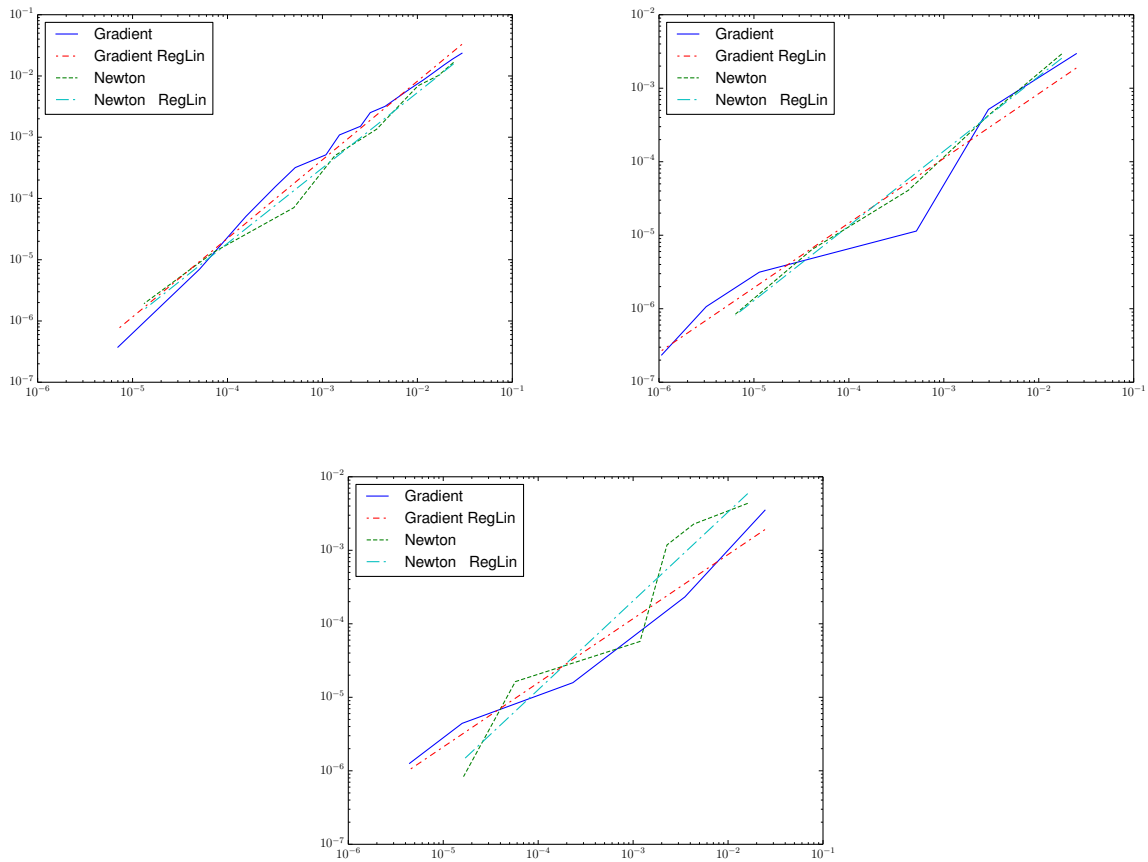 10⁻¹
Gradient
Gradient RegLin
Newton
Newton RegLin
10⁻²
10⁻³
10⁻⁴
10⁻⁵
10⁻⁶
10⁻⁷
10⁻⁶ 10⁻⁵ 10⁻⁴ 10⁻³ 10⁻² 10⁻¹
10⁻²
Gradient
Gradient RegLin
Newton
Newton RegLin
10⁻³
10⁻⁴
10⁻⁵
10⁻⁶
10⁻⁷
10⁻⁶ 10⁻⁵ 10⁻⁴ 10⁻³ 10⁻² 10⁻¹
10⁻²
Gradient
Gradient RegLin
Newton
Newton RegLin
10⁻³
10⁻⁴
10⁻⁵
10⁻⁶
10⁻⁷
10⁻⁶ 10⁻⁵ 10⁻⁴ 10⁻³ 10⁻² 10⁻¹